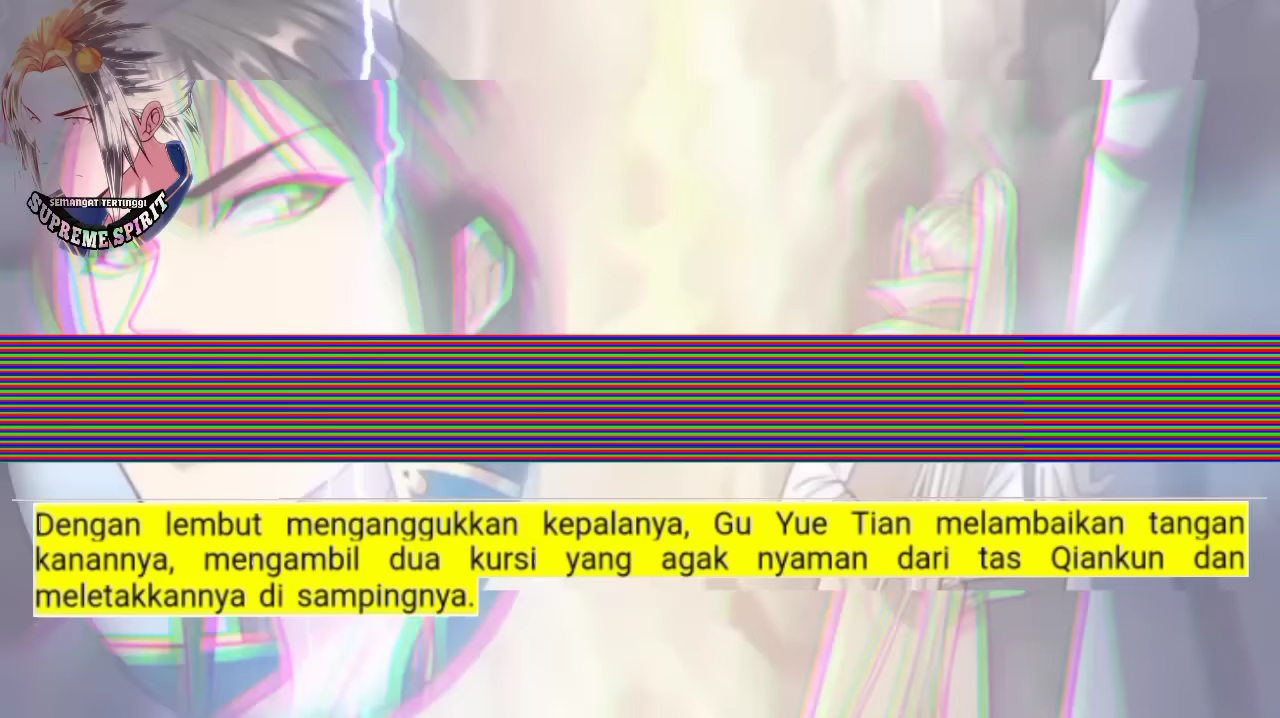 SEMANGAT TERTINGGI
SUPREME SPIRIT
Dengan lembut menganggukkan kepalanya, Gu Yue Tian melambaikan tangan
kanannya, mengambil dua kursi yang agak nyaman dari tas Qiankun dan
meletakkannya di sampingnya.